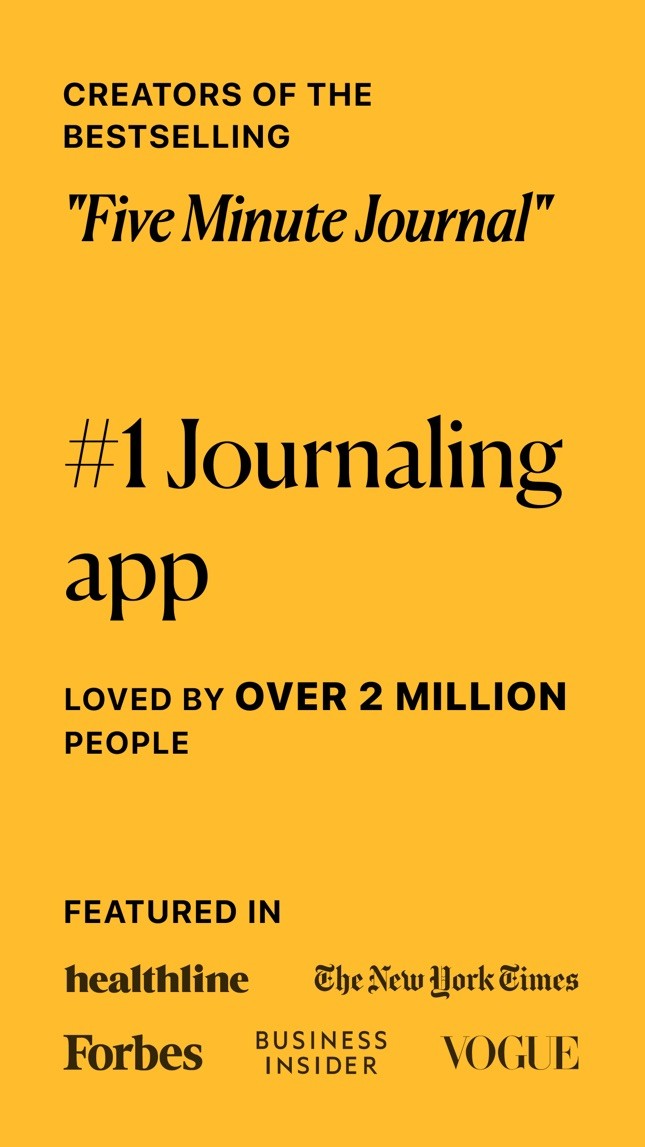 CREATORS OF THE
BESTSELLING
"Five Minute Journal"
#1 Journaling
app
LOVED BY OVER 2 MILLION
PEOPLE
FEATURED IN
healthline
The New York Times
Forbes
BUSINESS
INSIDER
VOGUE